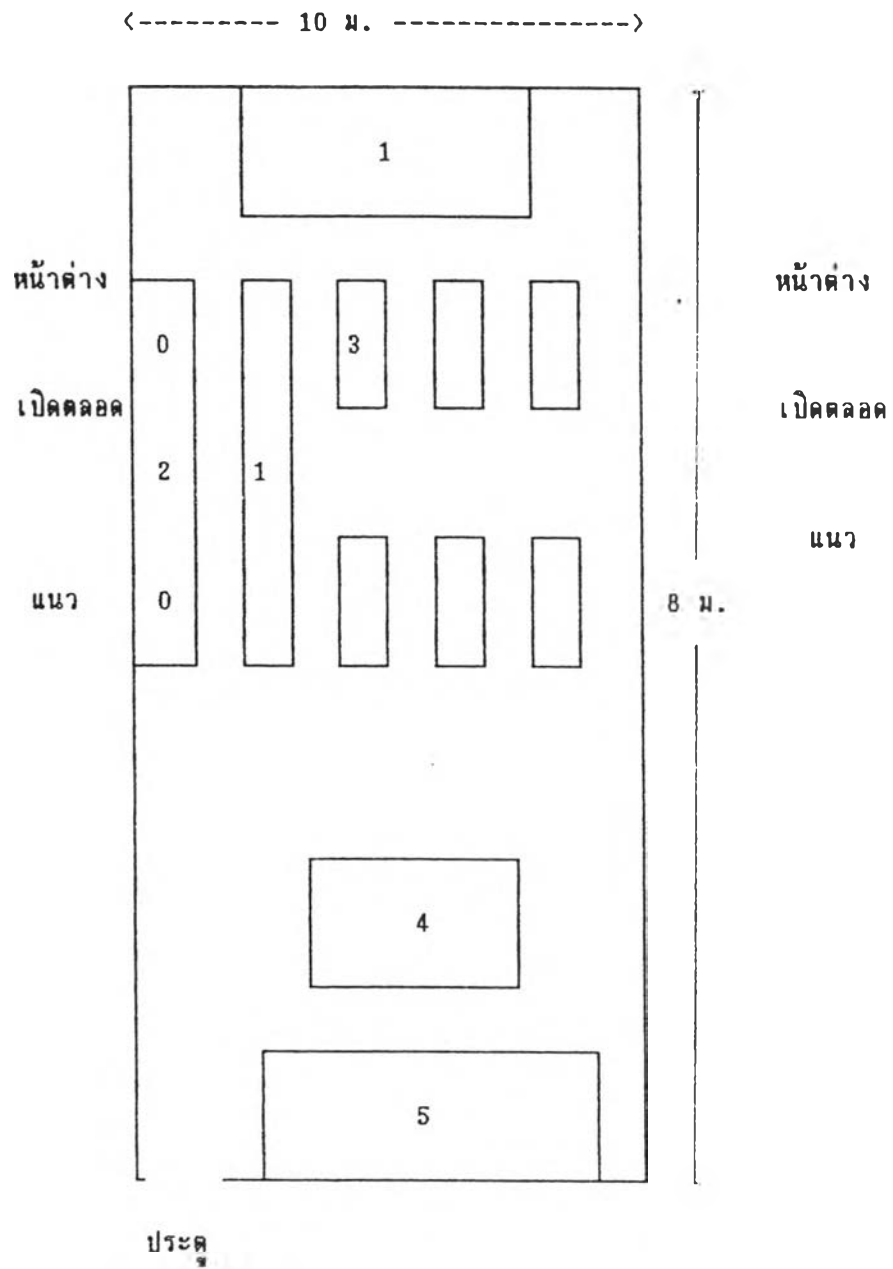 <--------- 10 ม. --------------->
1
หน้าต่าง
หน้าต่าง
0
3
เปิดตลอด
เปิดตลอด
2
1
แนว
แนว
0
8 ม.
4
5
ประตู